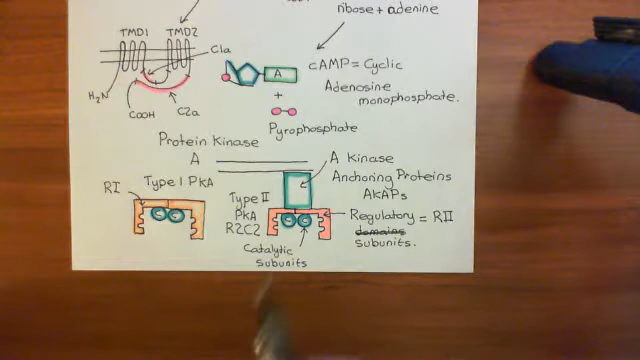 ribose + adenine
TMD1 TMD2
C1a
H2N
COOH
C2a
A
cAMP = Cyclic
Adenosine
monophosphate.
+
Pyrophosphate
Protein Kinase
A
A Kinase
Anchoring Proteins
AKAPs
RI
Type I PKA
Type II
PKA
R2C2
Regulatory = RII
domains
Subunits.
Catalytic
Subunits